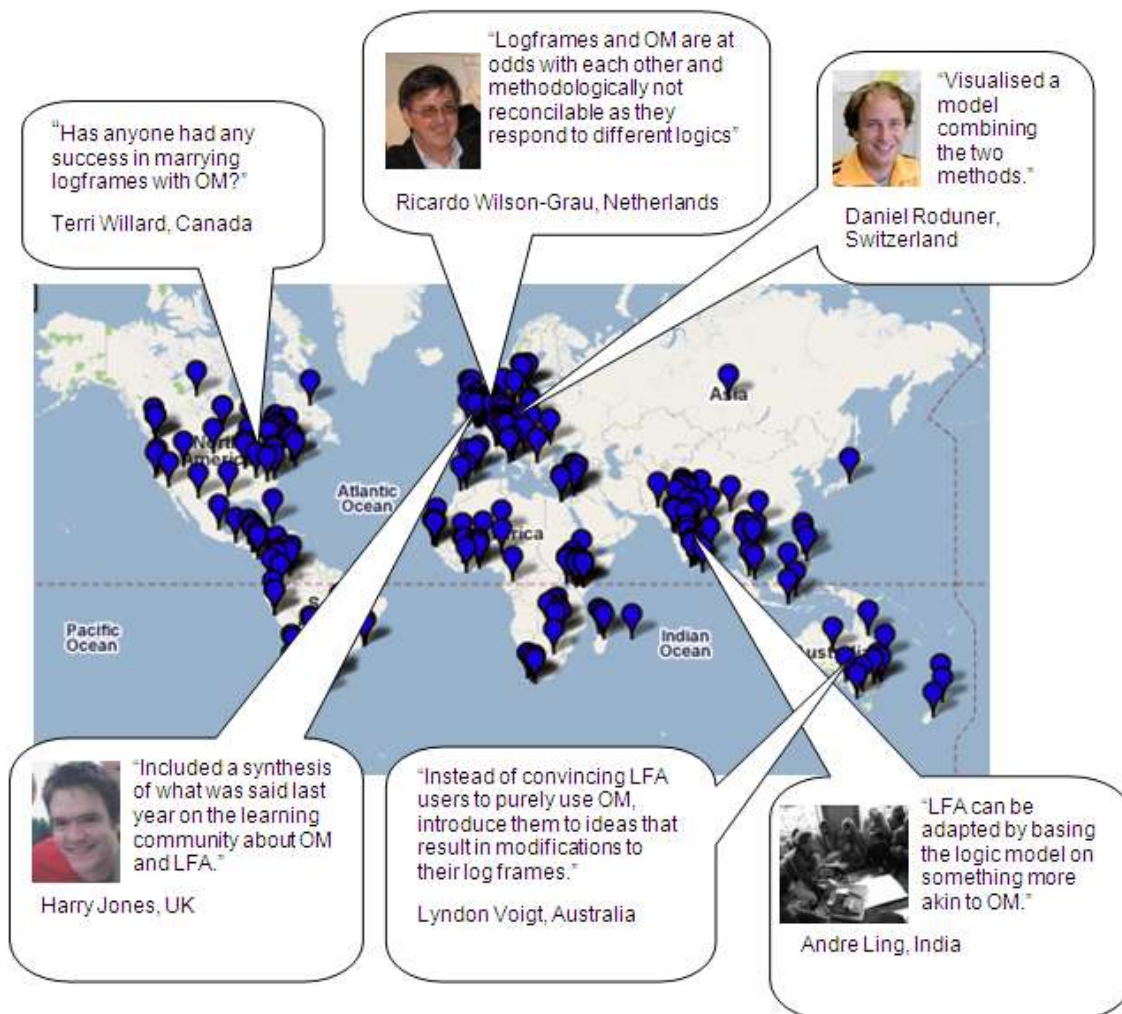 “Logframes and OM are at
odds with each other and
methodologically not
reconcilable as they
respond to different logics”
Ricardo Wilson-Grau, Netherlands
“Visualised a
model
combining
the two
methods.”
Daniel Roduner,
Switzerland
“Has anyone had any
success in marrying
logframes with OM?”
Terri Willard, Canada
Asia
North
America
Atlantic
Ocean
rica
Pacific
Ocean
S
Indian
Ocean
Australia
“Included a synthesis
of what was said last
year on the learning
community about OM
and LFA.”
Harry Jones, UK
“Instead of convincing LFA
users to purely use OM,
introduce them to ideas that
result in modifications to
their log frames.”
Lyndon Voigt, Australia
“LFA can be
adapted by basing
the logic model on
something more
akin to OM.”
Andre Ling, India